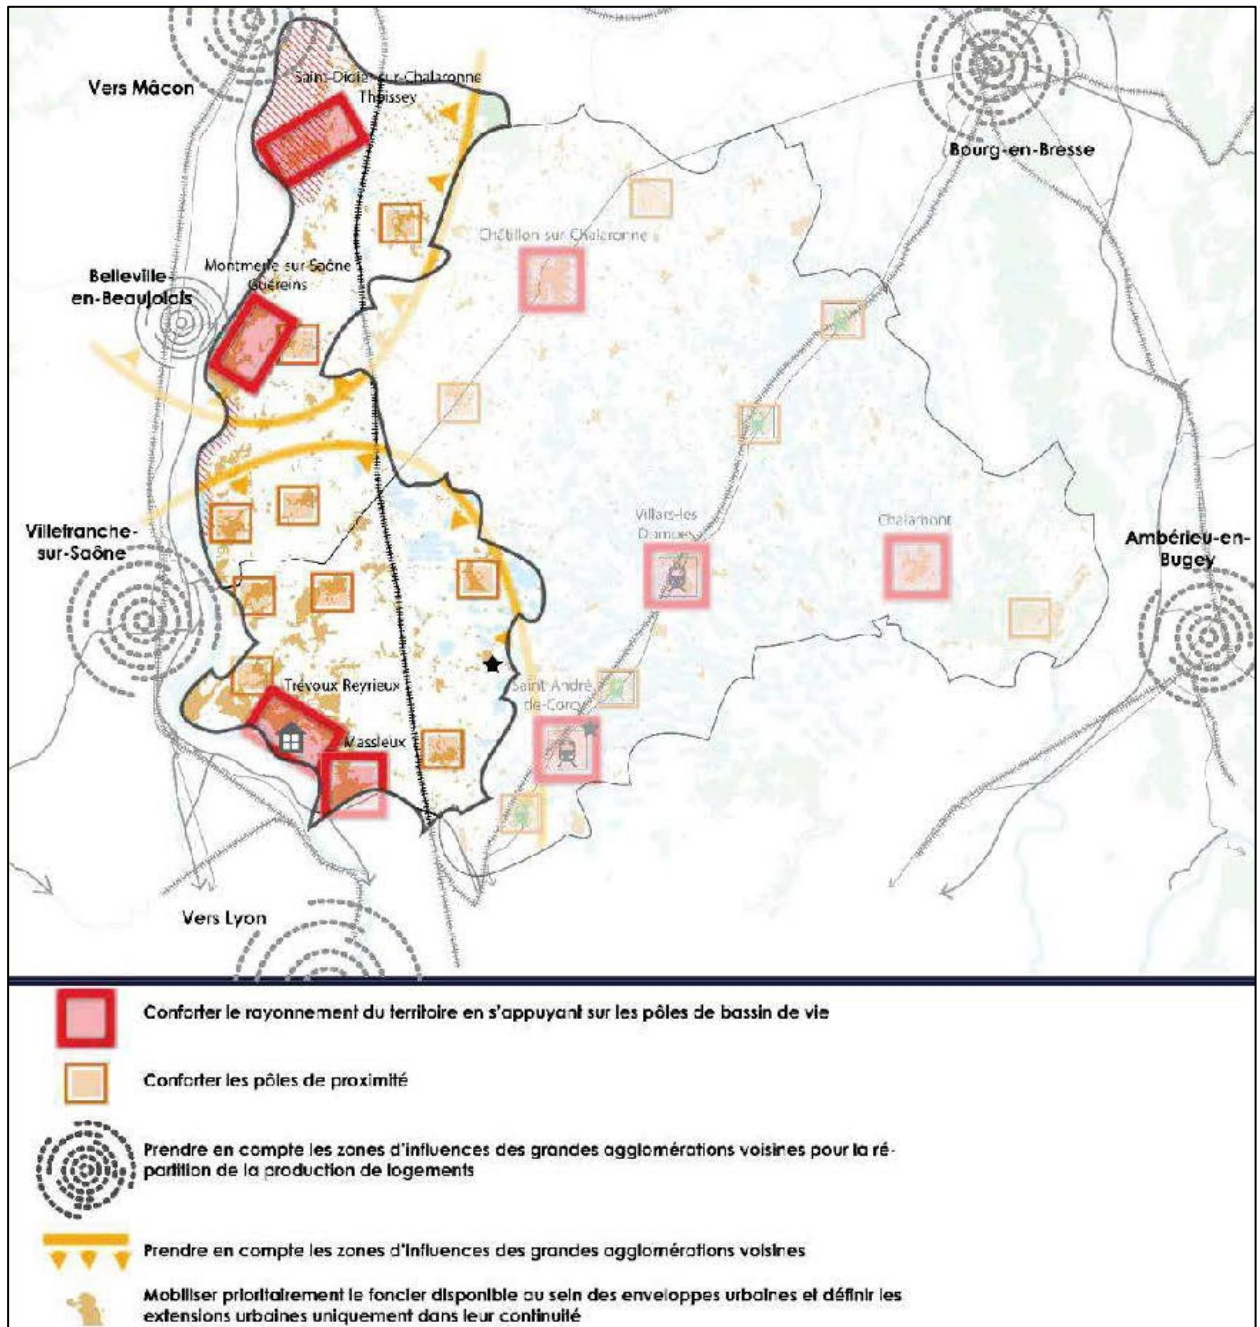 Saint-Didier-sur-Chalaronne
Thoissey
Vers Mâcon
Bourg-en-Bresse
Châtillon-sur-Chalaronne
Belleville-
en-Beaujolais
Montmerle-sur-Saône
Guéreins
Villefranche-
sur-Saône
Villars-les
Dombes
Chalamont
Ambérieu-en-
Bugey
Trévoux Reyrieux
Saint-André
de-Corcy
Massieux
Vers Lyon
Conforter le rayonnement du territoire en s'appuyant sur les pôles de bassin de vie
Conforter les pôles de proximité
Prendre en compte les zones d'influences des grandes agglomérations voisines pour la ré-
partition de la production de logements
Prendre en compte les zones d'influences des grandes agglomérations voisines
Mobiliser prioritairement le foncier disponible au sein des enveloppes urbaines et définir les
extensions urbaines uniquement dans leur continuité